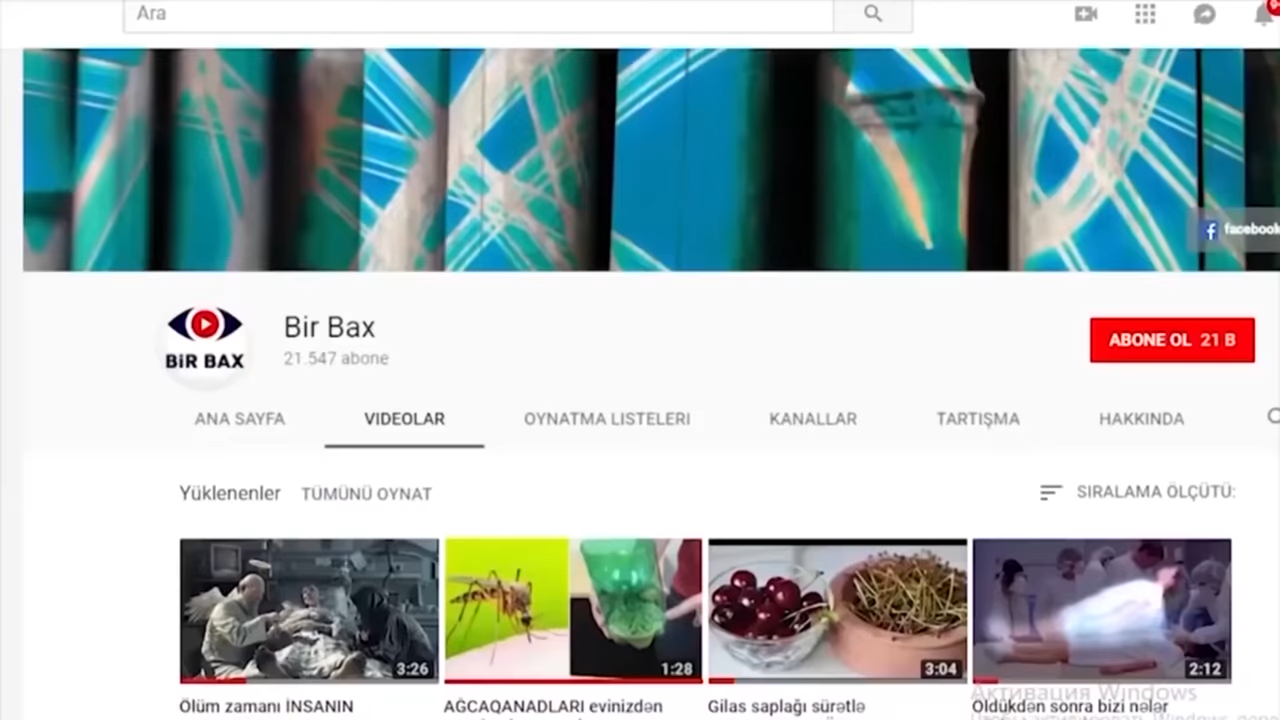 Ara
facebook
BİR BAX
Bir Bax
21.547 abone
ABONE OL 21 B
ANA SAYFA VIDEOLAR OYNATMA LISTELERI KANALLAR TARTIŞMA HAKKINDA
Yüklenenler TÜMÜNÜ OYNAT SIRALAMA ÖLÇÜTÜ:
3:26 1:28 3:04 2:12
Ölüm zamanı İNSANIN AĞCAQANADLARI evinizdən Gilas saplağı sürətlə Öldükdən sonra bizi nələr
Активация Windows